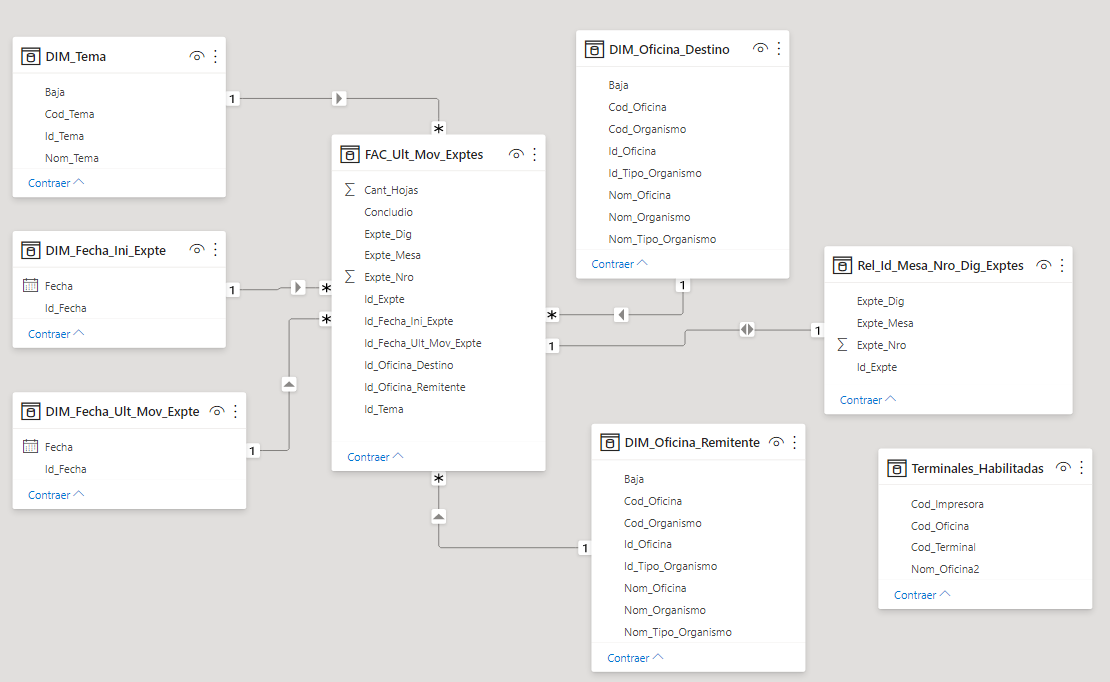 DIM_Tema
Baja
Cod_Tema
Id_Tema
Nom_Tema
Contraer
1
*
DIM_Fecha_Ini_Expte
Fecha
Id_Fecha
Contraer
1
*
DIM_Fecha_Ult_Mov_Expte
Fecha
Id_Fecha
Contraer
1
*
FAC_Ult_Mov_Exptes
∑ Cant_Hojas
Concludio
Expte_Dig
Expte_Mesa
∑ Expte_Nro
Id_Expte
Id_Fecha_Ini_Expte
Id_Fecha_Ult_Mov_Expte
Id_Oficina_Destino
Id_Oficina_Remitente
Id_Tema
Contraer
*
1
*
DIM_Oficina_Destino
Baja
Cod_Oficina
Cod_Organismo
Id_Oficina
Id_Tipo_Organismo
Nom_Oficina
Nom_Organismo
Nom_Tipo_Organismo
Contraer
1
DIM_Oficina_Remitente
Baja
Cod_Oficina
Cod_Organismo
Id_Oficina
Id_Tipo_Organismo
Nom_Oficina
Nom_Organismo
Nom_Tipo_Organismo
Contraer
1
Rel_Id_Mesa_Nro_Dig_Exptes
Expte_Dig
Expte_Mesa
∑ Expte_Nro
Id_Expte
Contraer
1
Terminales_Habilitadas
Cod_Impresora
Cod_Oficina
Cod_Terminal
Nom_Oficina2
Contraer